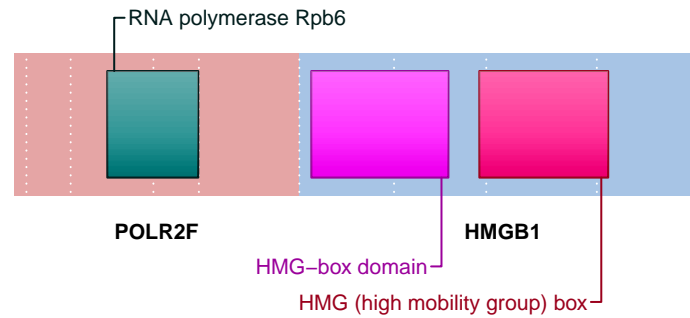 RNA polymerase Rpb6
POLR2F
HMGB1
HMG−box domain
HMG (high mobility group) box